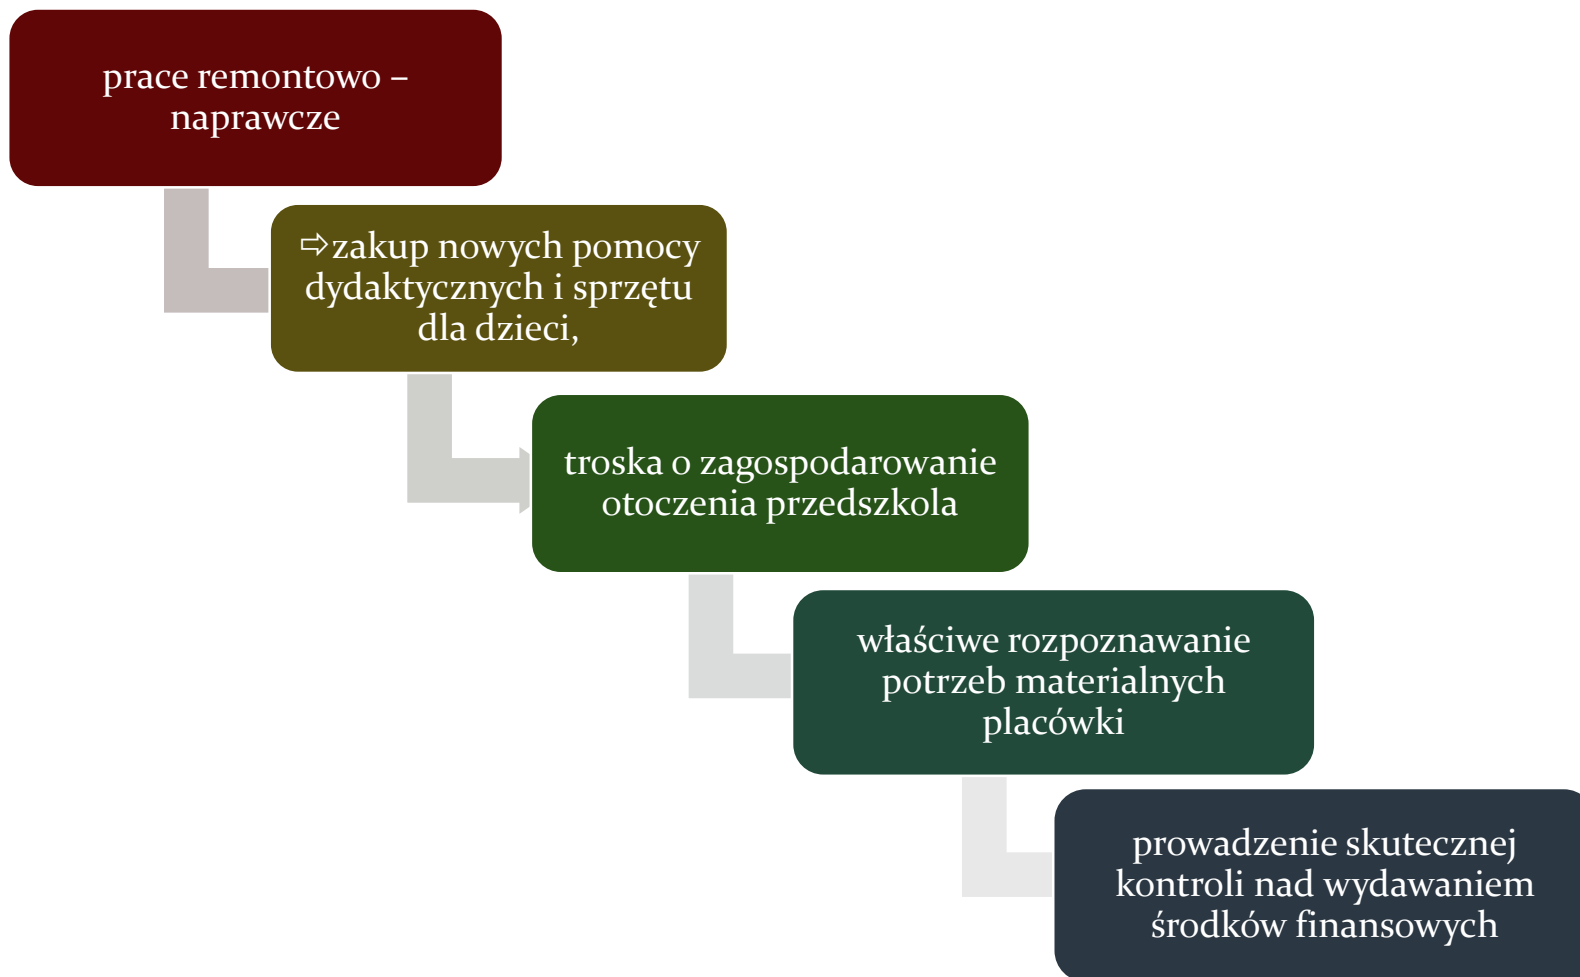 prace remontowo –
naprawcze
⇨zakup nowych pomocy
dydaktycznych i sprzętu
dla dzieci,
troska o zagospodarowanie
otoczenia przedszkola
właściwe rozpoznawanie
potrzeb materialnych
placówki
prowadzenie skutecznej
kontroli nad wydawaniem
środków finansowych